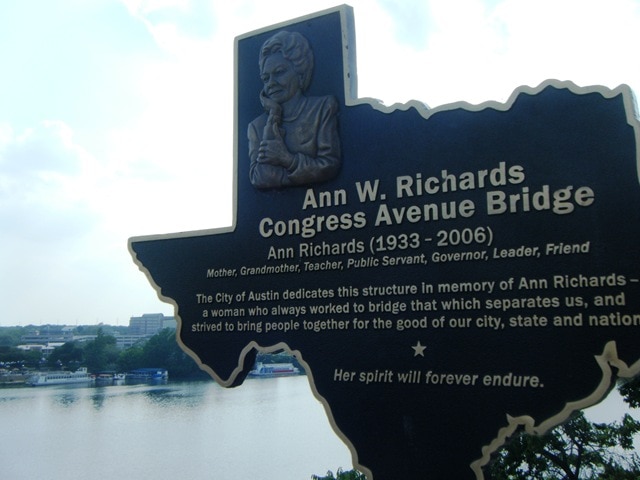 Ann W. Richards
Congress Avenue Bridge
Ann Richards (1933 - 2006)
Mother, Grandmother, Teacher, Public Servant, Governor, Leader, Friend
The City of Austin dedicates this structure in memory of Ann Richards –
a woman who always worked to bridge that which separates us, and
strived to bring people together for the good of our city, state and nation
Her spirit will forever endure.